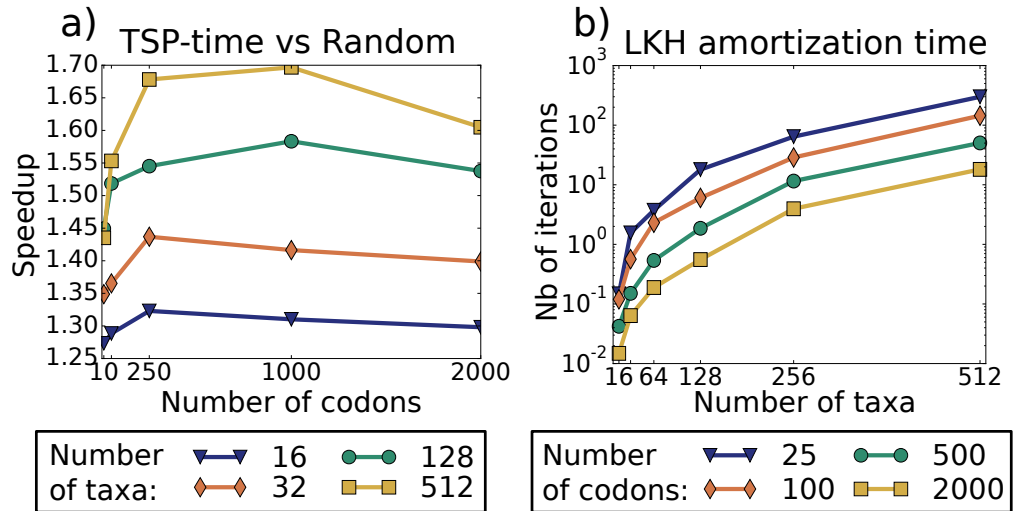 a)
TSP-time vs Random
Speedup
1.70
1.65
1.60
1.55
1.50
1.45
1.40
1.35
1.30
1.25
10 250 1000 2000
Number of codons
Number of taxa:
16
32
128
512
b)
LKH amortization time
Nb of iterations
10^3
10^2
10^1
10^0
10^-1
10^-2
16 64 128 256 512
Number of taxa
Number of codons:
25
100
500
2000